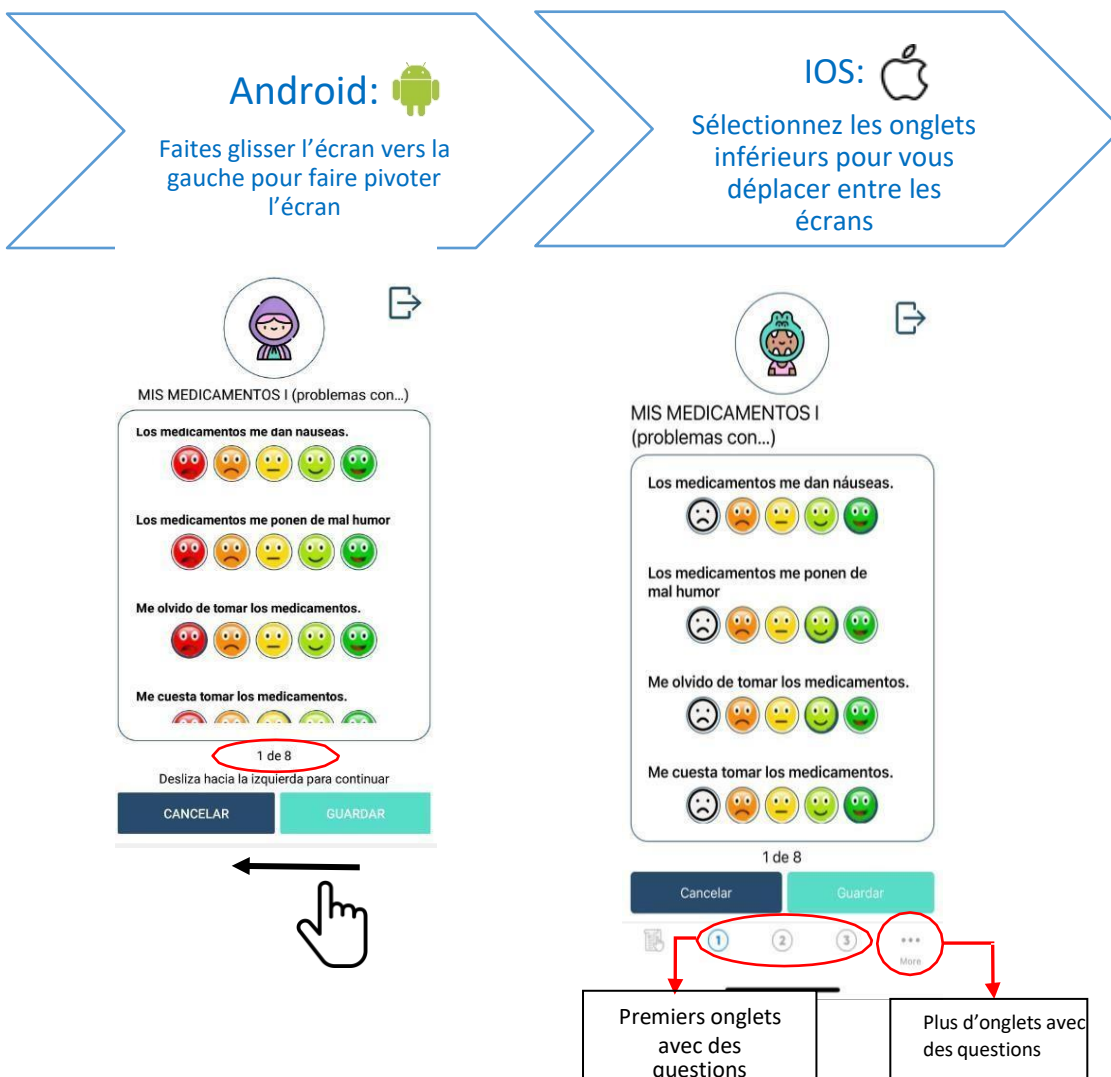 Android:
Faites glisser l’écran vers la
gauche pour faire pivoter
l’écran
IOS:
Sélectionnez les onglets
inférieurs pour vous
déplacer entre les
écrans
MIS MEDICAMENTOS I (problemas con...)
Los medicamentos me dan náuseas.
Los medicamentos me ponen de mal humor
Me olvido de tomar los medicamentos.
Me cuesta tomar los medicamentos.
1 de 8
Desliza hacia la izquierda para continuar
CANCELAR
GUARDAR
MIS MEDICAMENTOS I
(problemas con...)
Los medicamentos me dan náuseas.
Los medicamentos me ponen de
mal humor
Me olvido de tomar los medicamentos.
Me cuesta tomar los medicamentos.
1 de 8
Cancelar
Guardar
1
2
3
More
Premiers onglets
avec des
questions
Plus d’onglets avec
des questions